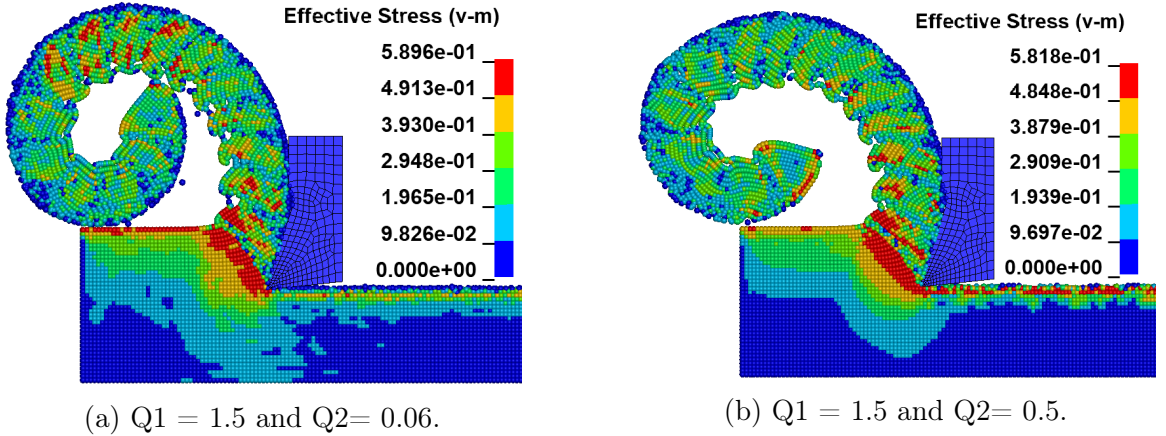 Effective Stress (v-m)
5.896e-01
4.913e-01
3.930e-01
2.948e-01
1.965e-01
9.826e-02
0.000e+00
(a) Q1 = 1.5 and Q2= 0.06.
Effective Stress (v-m)
5.818e-01
4.848e-01
3.879e-01
2.909e-01
1.939e-01
9.697e-02
0.000e+00
(b) Q1 = 1.5 and Q2= 0.5.